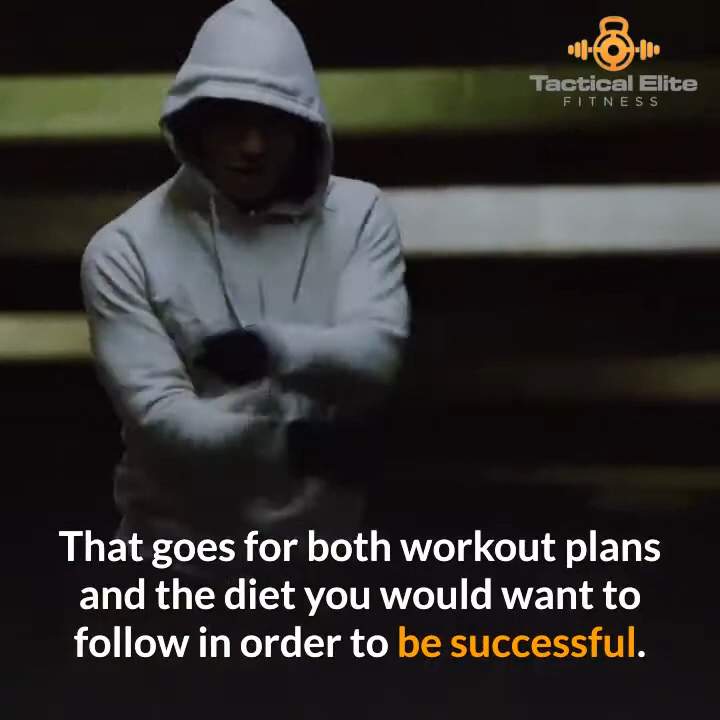 Tactical Elite
FITNESS
That goes for both workout plans
and the diet you would want to
follow in order to be successful.